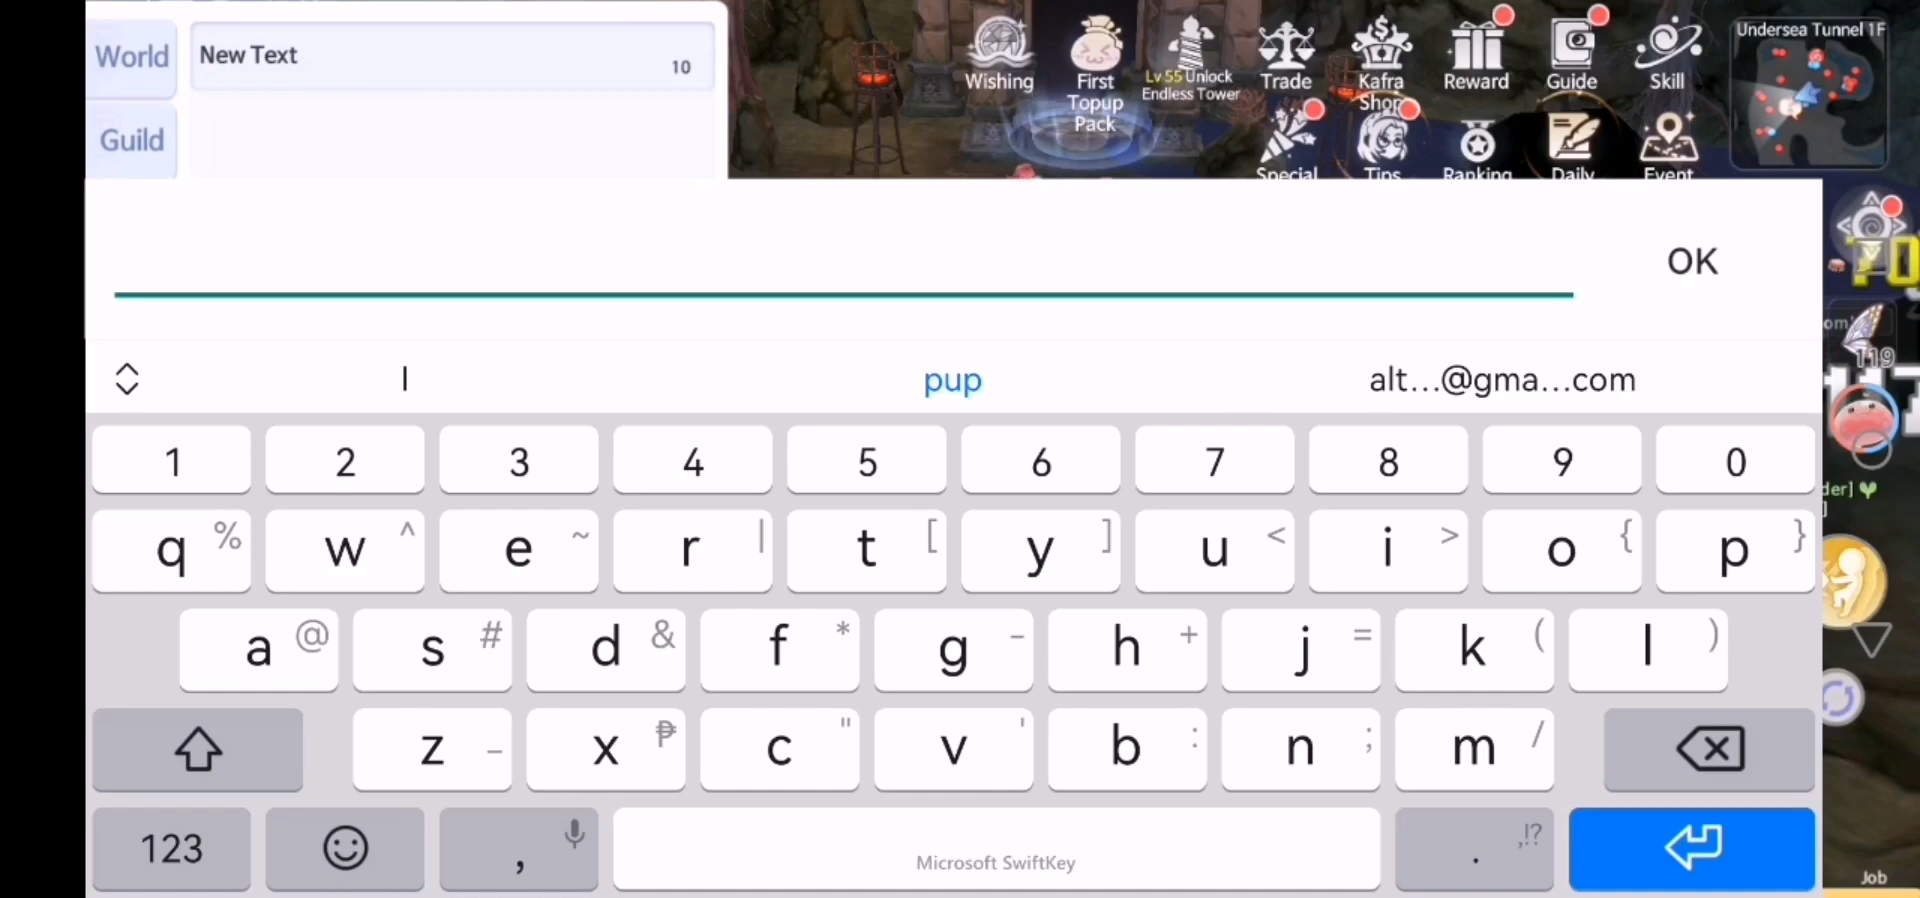 World
New Text
10
Guild
Wishing
First
Topup
Pack
Lv 55 Unlock
Endless Tower
Trade
Kafra
Shop
Reward
Guide
Skill
Undersea Tunnel 1F
Special
Tips
Ranking
Daily
Event
OK
I
pup
alt...@gma...com
1 2 3 4 5 6 7 8 9 0
q % w ^ e ~ r | t [ y ] u < i > o { p }
a @ s # d & f * g - h + j = k ( l )
z _ x ₱ c " v ' b : n ; m /
123 , Microsoft SwiftKey . ,!?
119
der]
]
Job